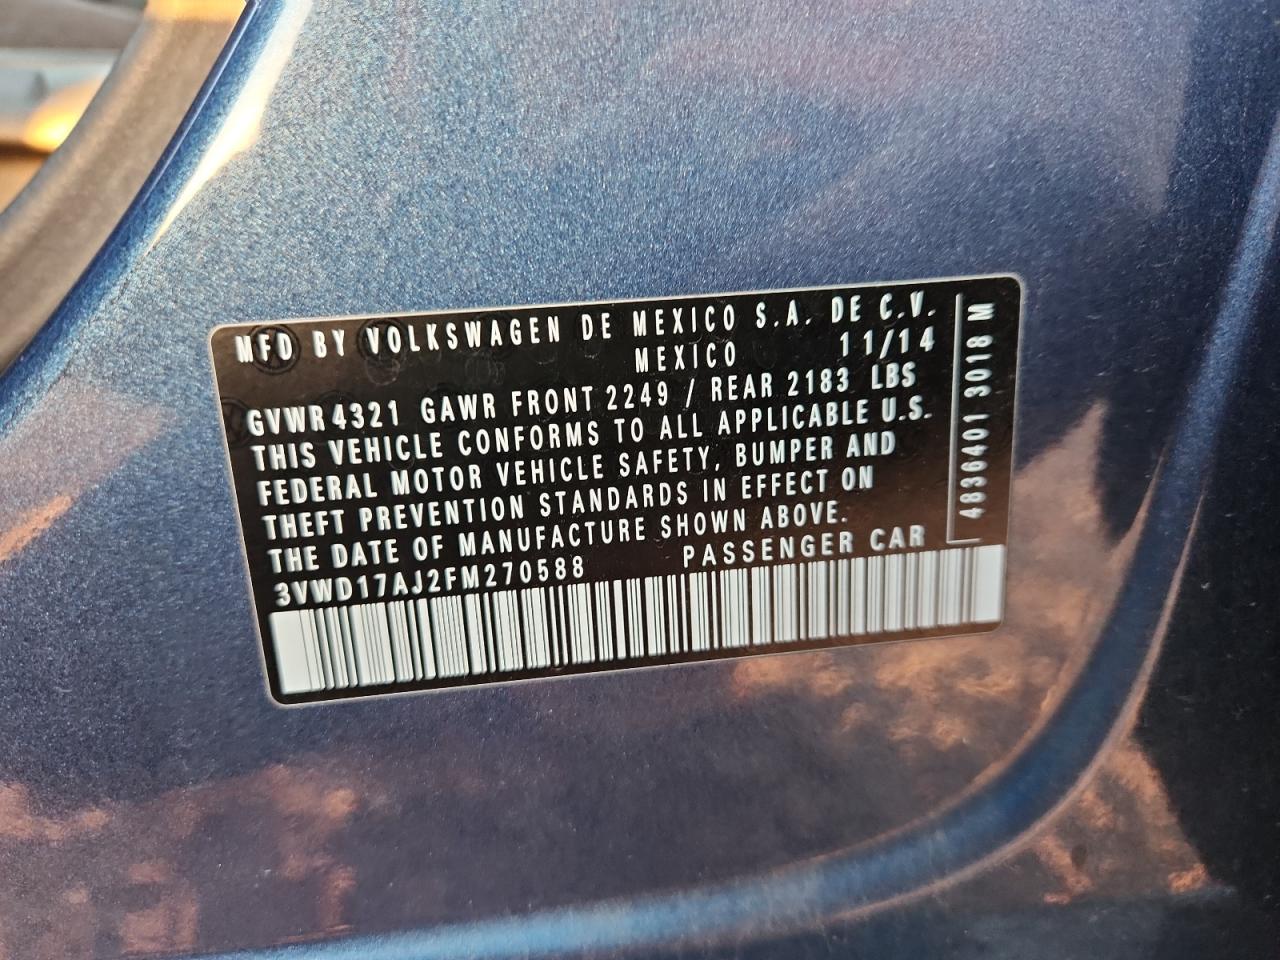 MFD BY VOLKSWAGEN DE MEXICO S.A. DE C.V.
MEXICO 11/14
GVWR 4321 GAWR FRONT 2249 / REAR 2183 LBS
THIS VEHICLE CONFORMS TO ALL APPLICABLE U.S.
FEDERAL MOTOR VEHICLE SAFETY, BUMPER AND
THEFT PREVENTION STANDARDS IN EFFECT ON
THE DATE OF MANUFACTURE SHOWN ABOVE.
3VWD17AJ2FM270588 PASSENGER CAR
4836401 3018 M